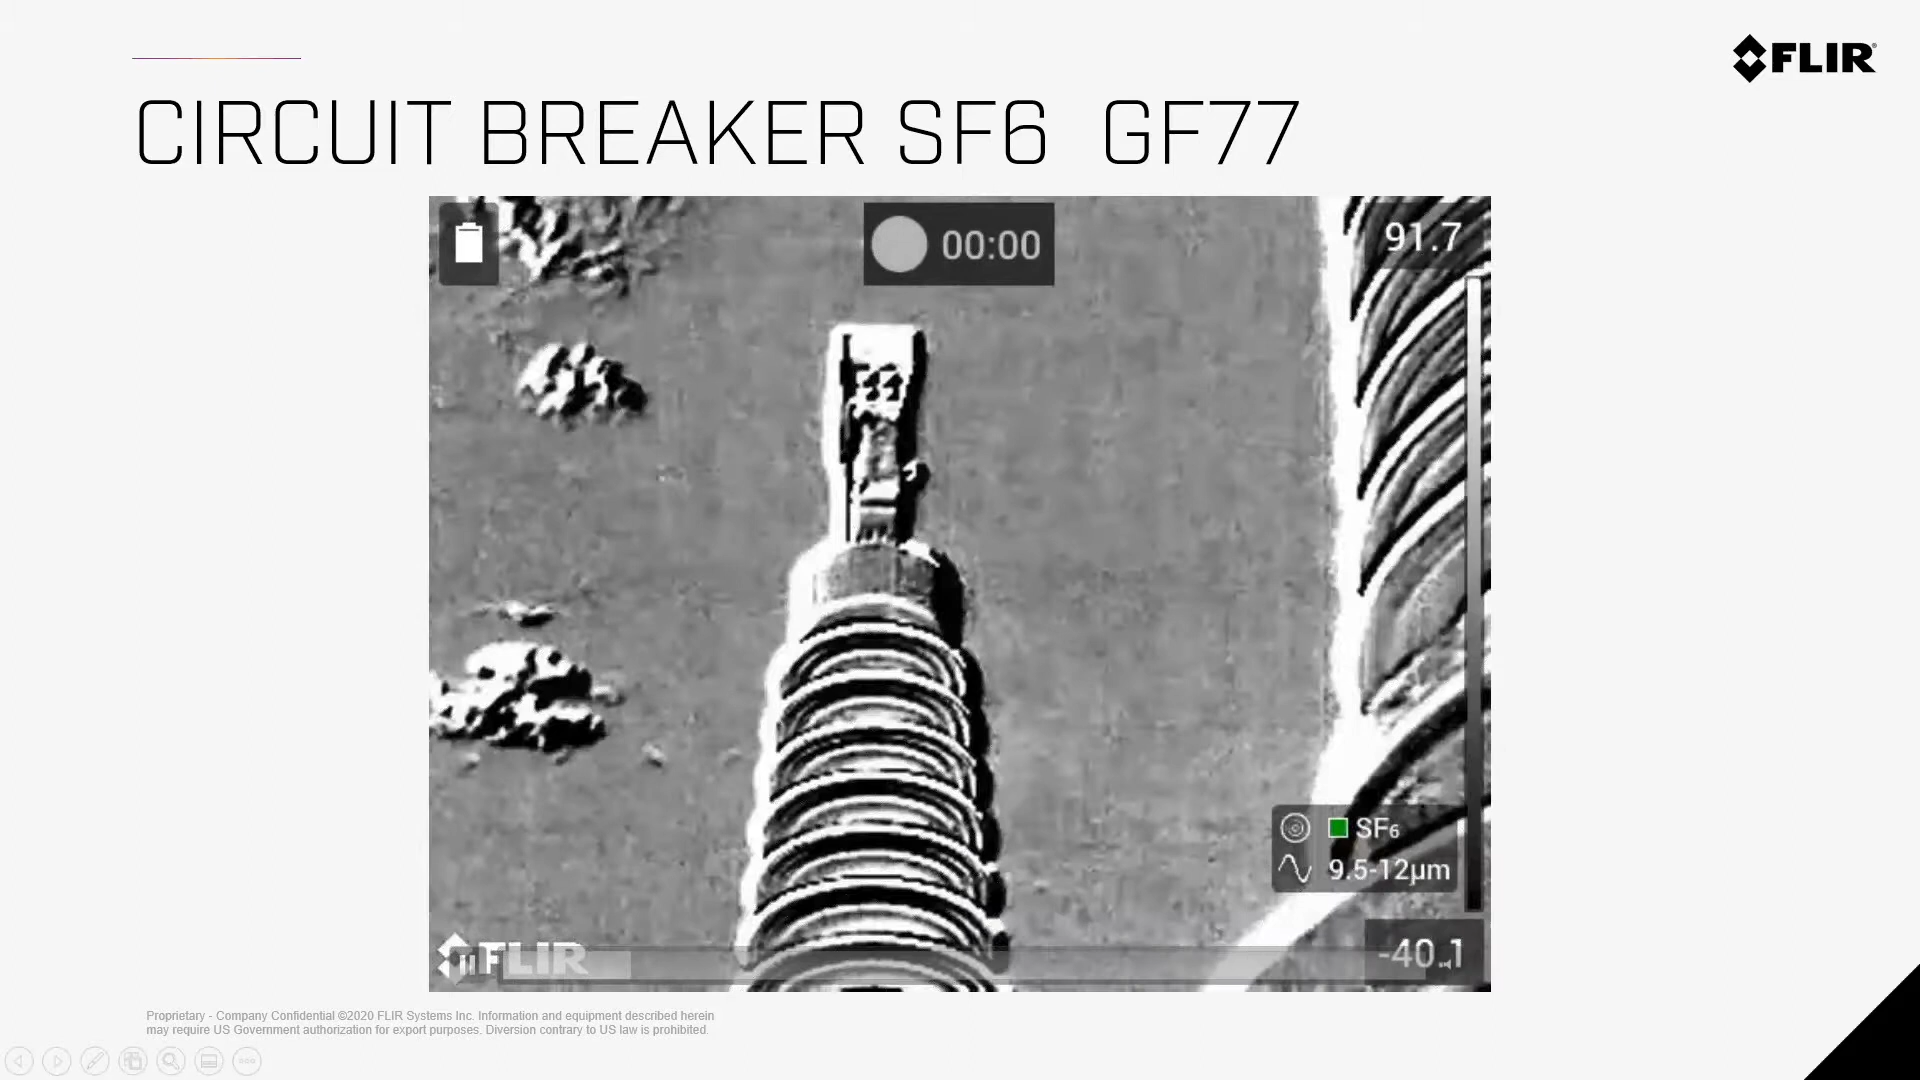 FLIR
CIRCUIT BREAKER SF6 GF77
00:00
91.7
SF6
9.5-12µm
-40.1
FLIR
Proprietary - Company Confidential ©2020 FLIR Systems Inc. Information and equipment described herein
may require US Government authorization for export purposes. Diversion contrary to US law is prohibited.